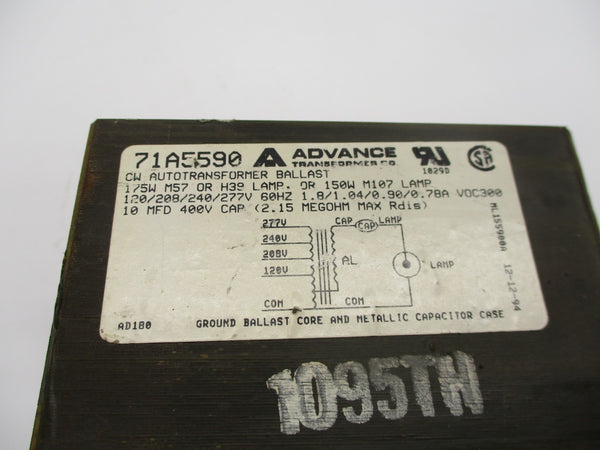 71A5590 ADVANCE TRANSFORMER CO.
1029D
CW AUTOTRANSFORMER BALLAST
175W M57 OR H39 LAMP. OR 150W M107 LAMP
120/208/240/277V 60HZ 1.8/1.04/0.90/0.78A VOC300
10 MFD 400V CAP (2.15 MEGOHM MAX Rdis)
277V CAP LAMP
CAP
240V
208V AL LAMP
120V
COM COM
AD180 GROUND BALLAST CORE AND METALLIC CAPACITOR CASE
12-12-94
1095TH